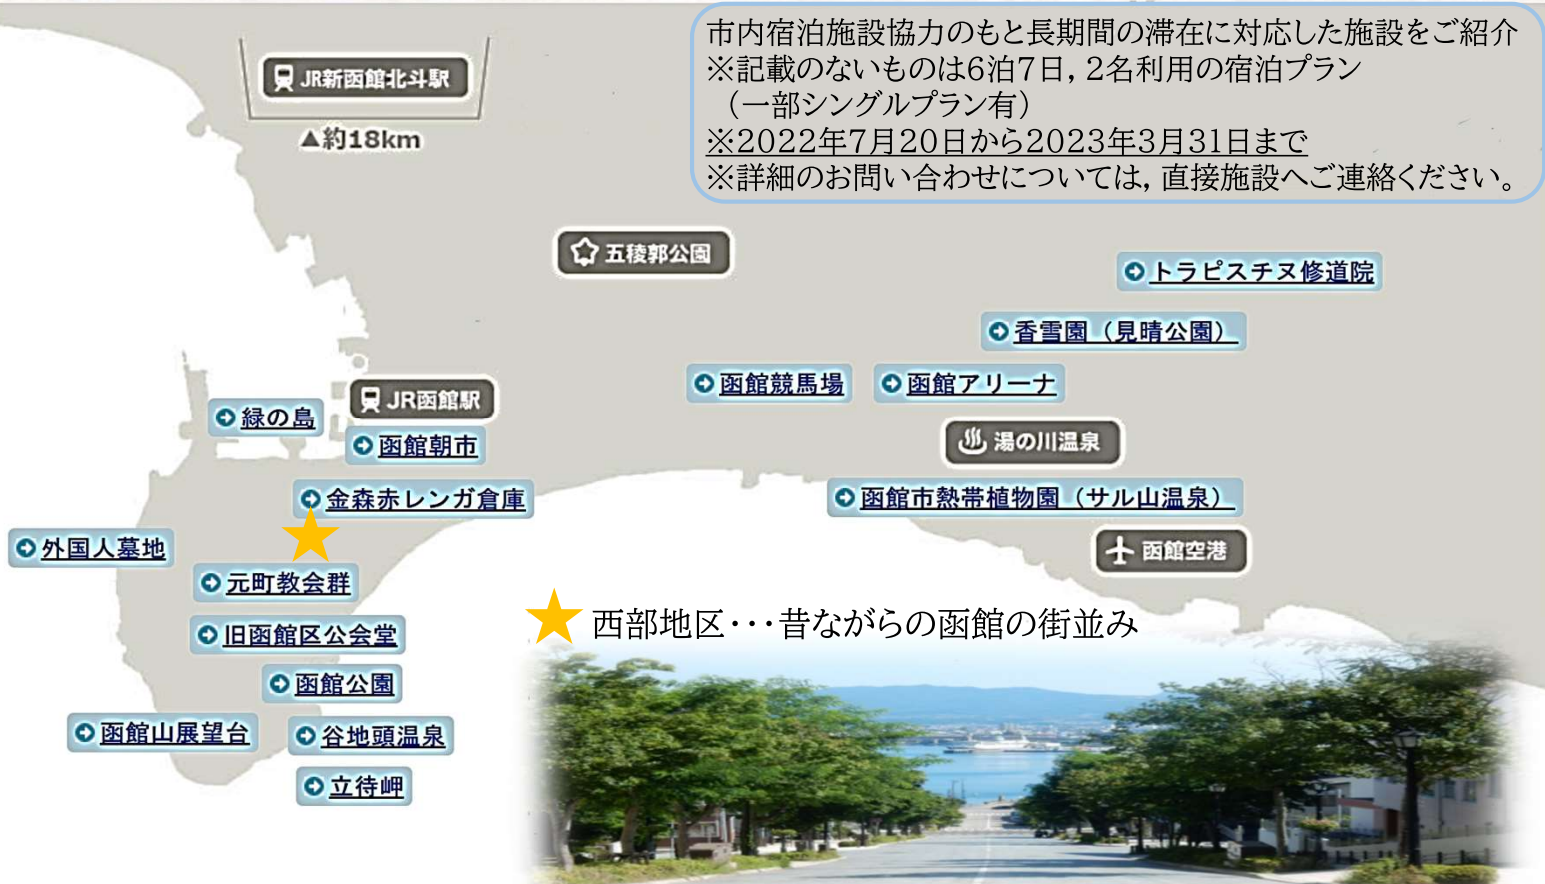 市内宿泊施設協力のもと長期間の滞在に対応した施設をご紹介
※記載のないものは6泊7日，2名利用の宿泊プラン
（一部シングルプラン有）
※2022年7月20日から2023年3月31日まで
※詳細のお問い合わせについては，直接施設へご連絡ください。
JR新函館北斗駅
▲約18km
五稜郭公園
トラピスチヌ修道院
香雪園（見晴公園）
函館競馬場
函館アリーナ
JR函館駅
緑の島
函館朝市
湯の川温泉
金森赤レンガ倉庫
函館市熱帯植物園（サル山温泉）
外国人墓地
函館空港
元町教会群
★ 西部地区・・・昔ながらの函館の街並み
旧函館区公会堂
函館公園
函館山展望台
谷地頭温泉
立待岬